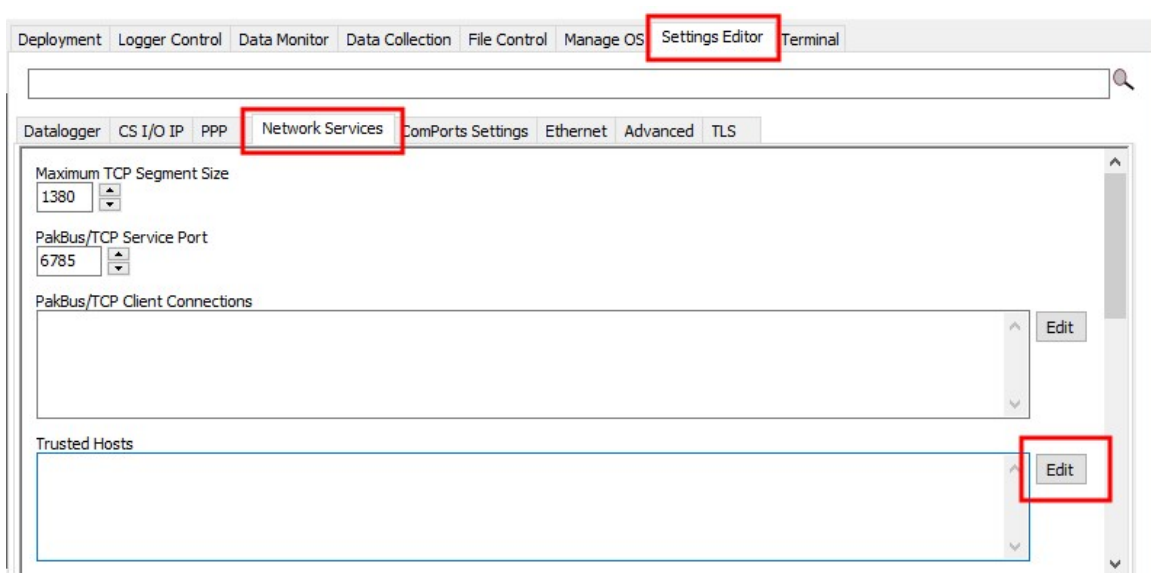 Deployment Logger Control Data Monitor Data Collection File Control Manage OS Settings Editor Terminal
Datalogger CS I/O IP PPP Network Services ComPorts Settings Ethernet Advanced TLS
Maximum TCP Segment Size
1380
PakBus/TCP Service Port
6785
PakBus/TCP Client Connections
Edit
Trusted Hosts
Edit